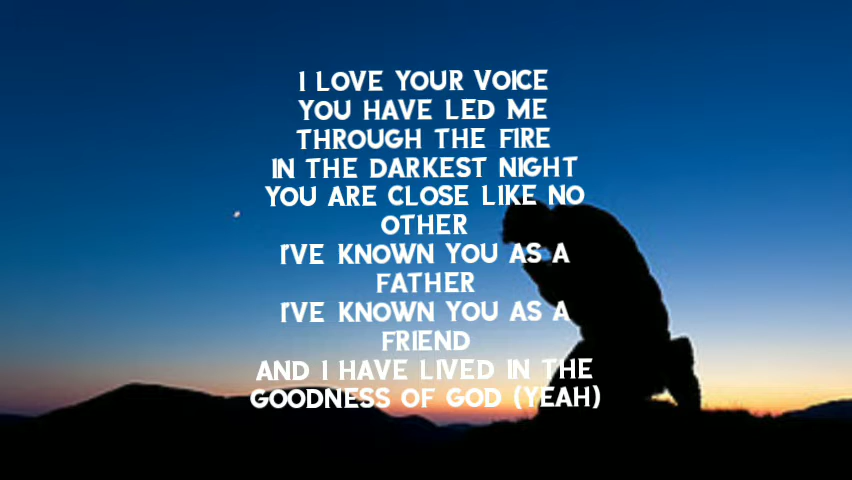 I LOVE YOUR VOICE
YOU HAVE LED ME
THROUGH THE FIRE
IN THE DARKEST NIGHT
YOU ARE CLOSE LIKE NO
OTHER
I'VE KNOWN YOU AS A
FATHER
I'VE KNOWN YOU AS A
FRIEND
AND I HAVE LIVED IN THE
GOODNESS OF GOD (YEAH)